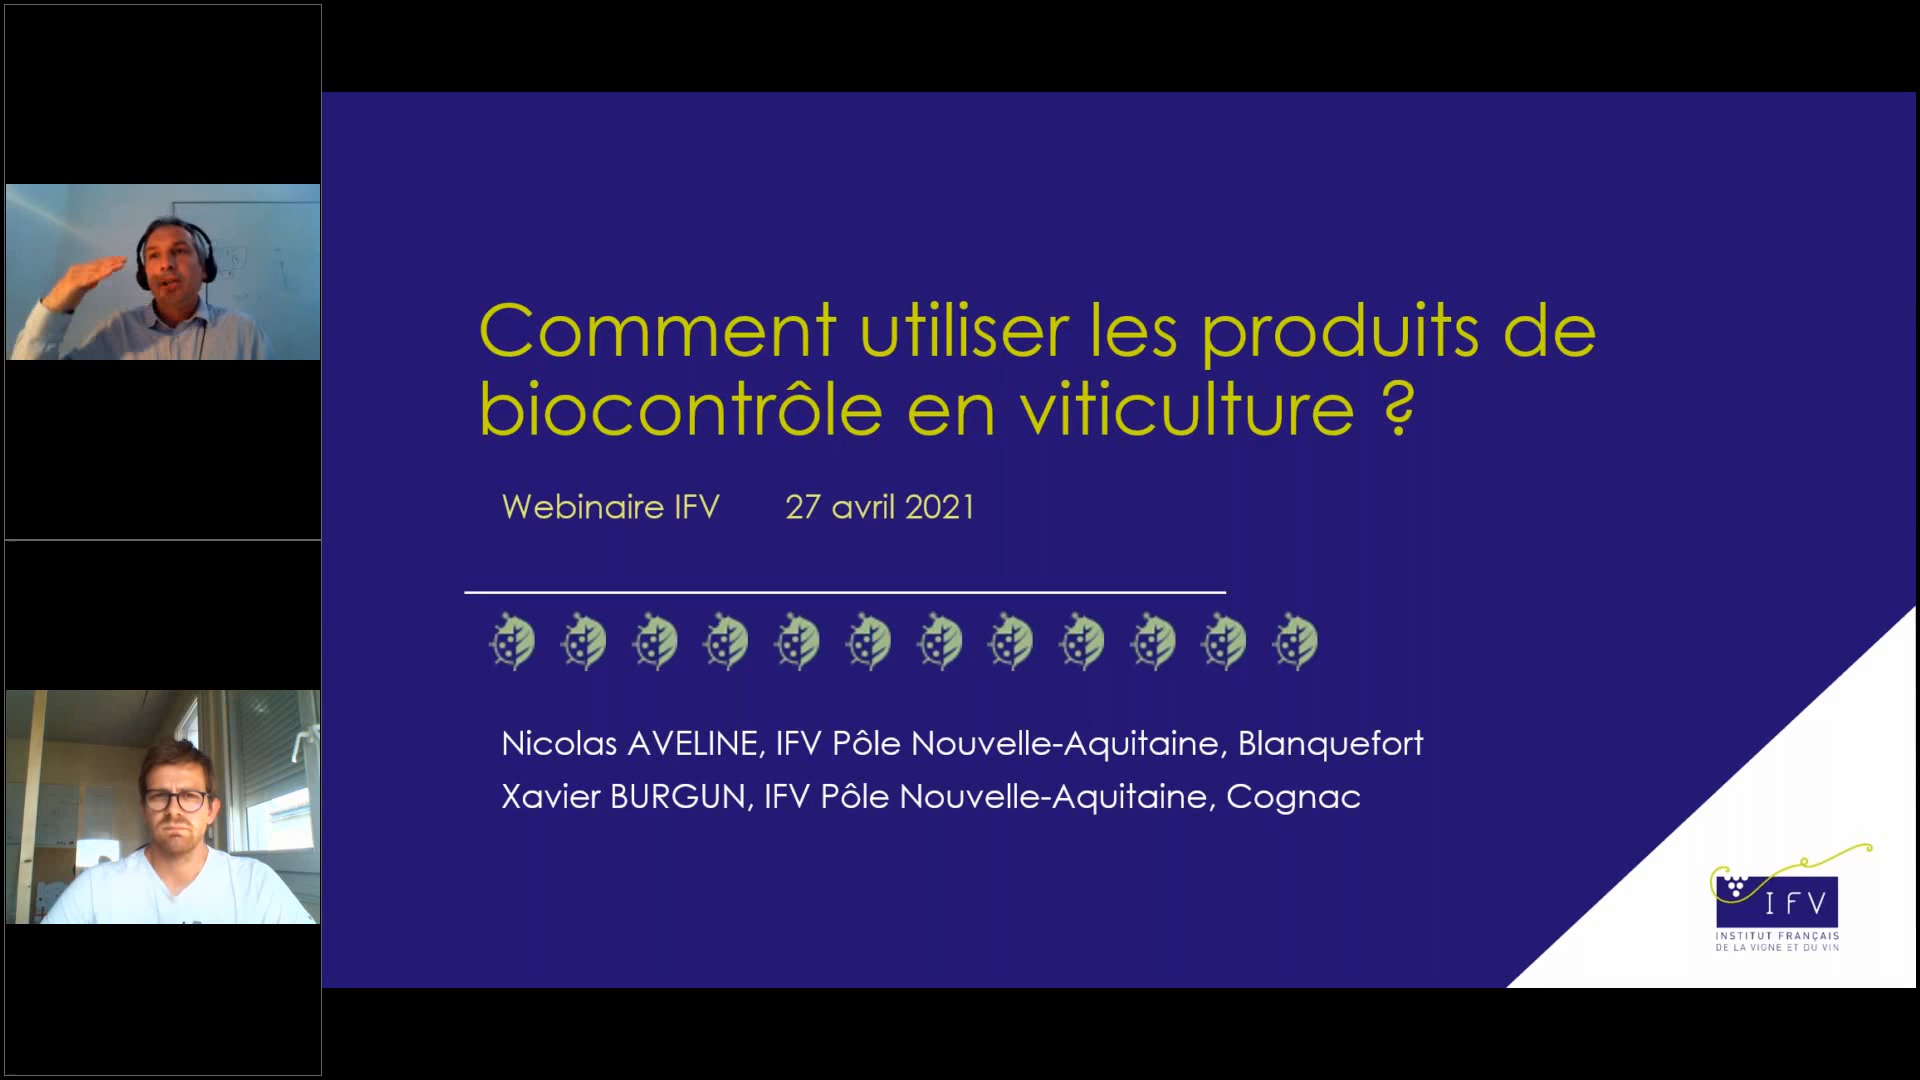 Comment utiliser les produits de
biocontrôle en viticulture ?
Webinaire IFV 27 avril 2021
Nicolas AVELINE, IFV Pôle Nouvelle-Aquitaine, Blanquefort
Xavier BURGUN, IFV Pôle Nouvelle-Aquitaine, Cognac
IFV
INSTITUT FRANÇAIS
DE LA VIGNE ET DU VIN